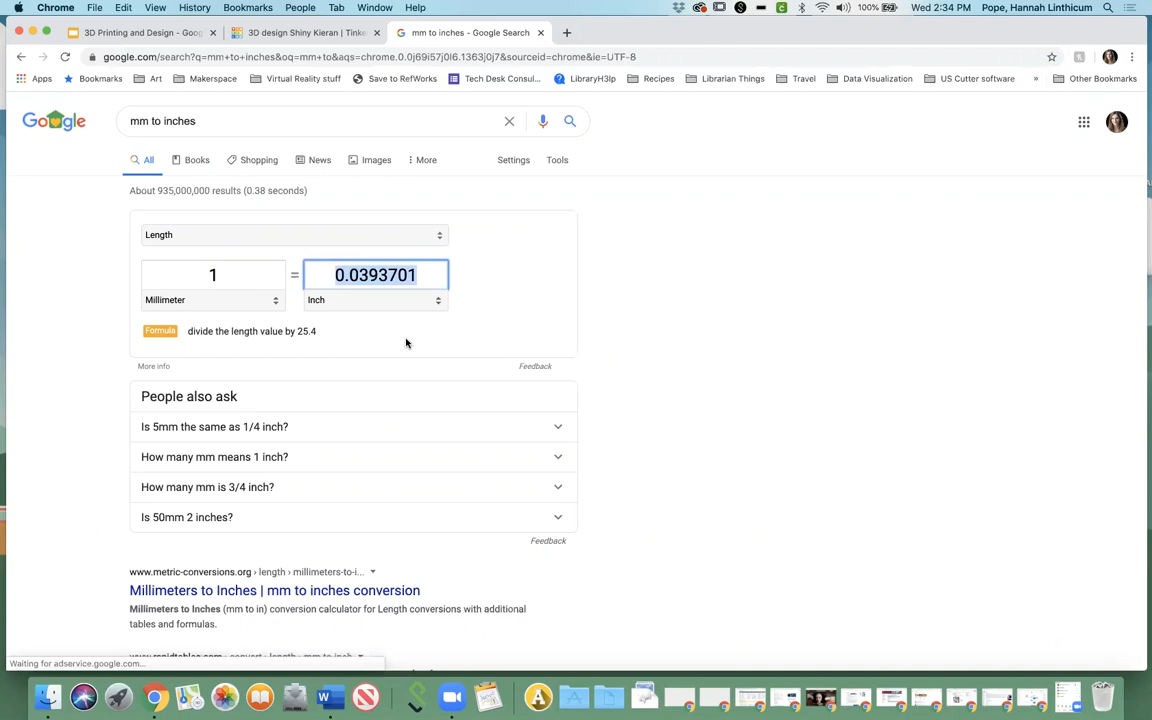 Chrome File Edit View History Bookmarks People Tab Window Help 100% Wed 2:34 PM Pope, Hannah Linthicum
3D Printing and Design - Goog 3D design Shiny Kieran | Tinke mm to inches - Google Search
google.com/search?q=mm+to+inches&oq=mm+to&aqs=chrome.0.0j69i57j0l6.1363j0j7&sourceid=chrome&ie=UTF-8
Apps Bookmarks Art Makerspace Virtual Reality stuff Save to RefWorks Tech Desk Consul... LibraryH3lp Recipes Librarian Things Travel Data Visualization US Cutter software » Other Bookmarks
Google mm to inches
All Books Shopping News Images More Settings Tools
About 935,000,000 results (0.38 seconds)
Length
1 = 0.0393701
Millimeter Inch
Formula divide the length value by 25.4
More info Feedback
People also ask
Is 5mm the same as 1/4 inch?
How many mm means 1 inch?
How many mm is 3/4 inch?
Is 50mm 2 inches?
Feedback
www.metric-conversions.org › length › millimeters-to-i...
Millimeters to Inches | mm to inches conversion
Millimeters to Inches (mm to in) conversion calculator for Length conversions with additional
tables and formulas.
Waiting for adservice.google.com...